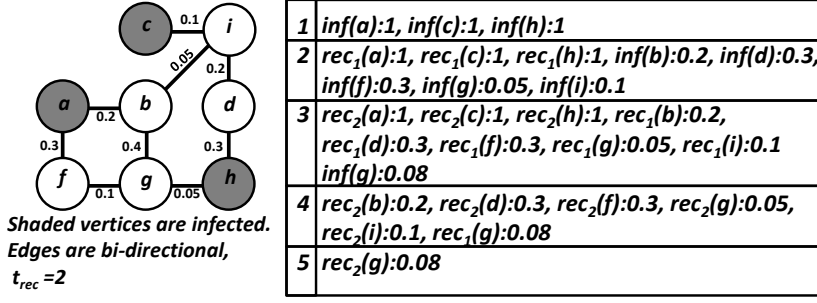 c
0.1
i
0.05
0.2
a
0.2
b
d
0.3
0.4
0.3
f
0.1
g
0.05
h
Shaded vertices are infected.
Edges are bi-directional,
t_rec =2
1 inf(a):1, inf(c):1, inf(h):1
2 rec_1(a):1, rec_1(c):1, rec_1(h):1, inf(b):0.2, inf(d):0.3,
inf(f):0.3, inf(g):0.05, inf(i):0.1
3 rec_2(a):1, rec_2(c):1, rec_2(h):1, rec_1(b):0.2,
rec_1(d):0.3, rec_1(f):0.3, rec_1(g):0.05, rec_1(i):0.1
inf(g):0.08
4 rec_2(b):0.2, rec_2(d):0.3, rec_2(f):0.3, rec_2(g):0.05,
rec_2(i):0.1, rec_1(g):0.08
5 rec_2(g):0.08